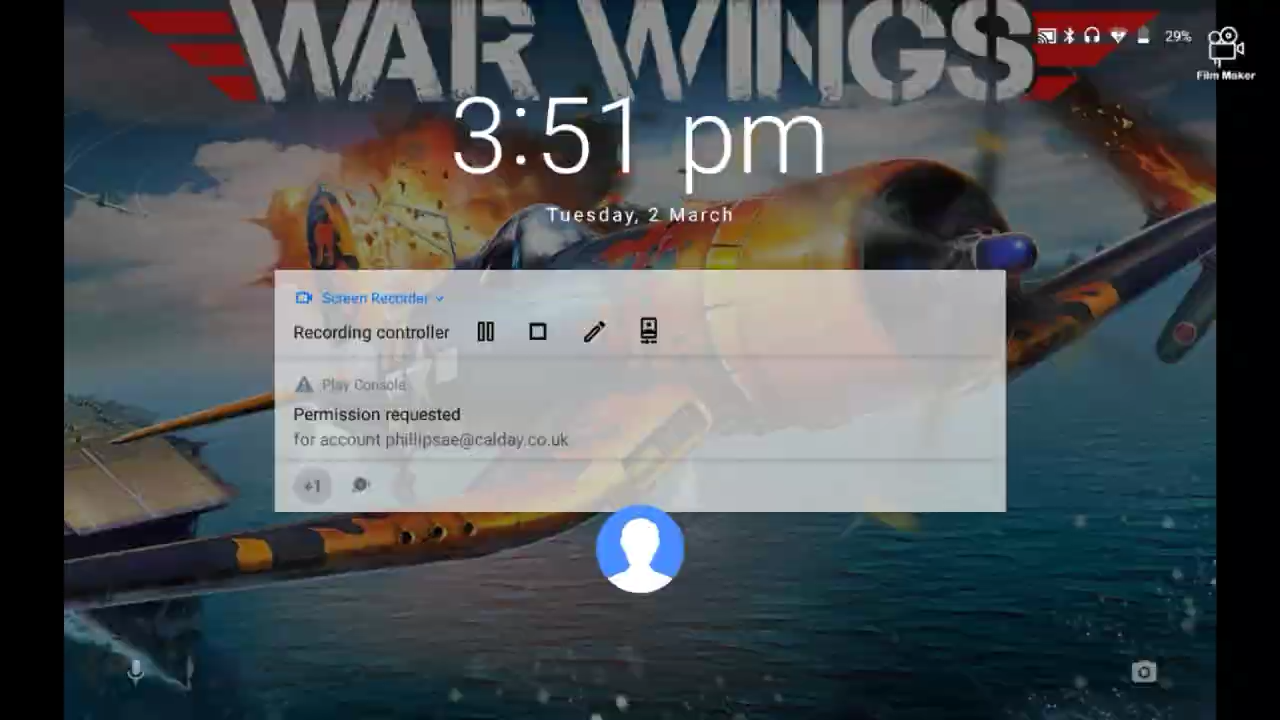 WAR WINGS
29%
Film Maker
3:51 pm
Tuesday, 2 March
Screen Recorder
Recording controller
Play Console
Permission requested
for account phillipsae@calday.co.uk
+1